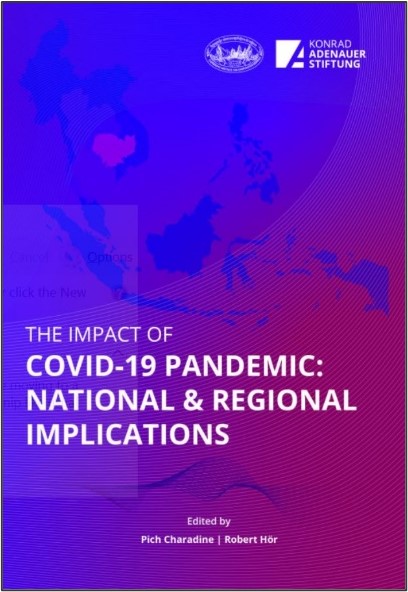 KONRAD
ADENAUER
STIFTUNG
Cancel
Options
click the New
THE IMPACT OF
COVID-19 PANDEMIC:
NATIONAL & REGIONAL
IMPLICATIONS
Edited by
Pich Charadine | Robert Hör